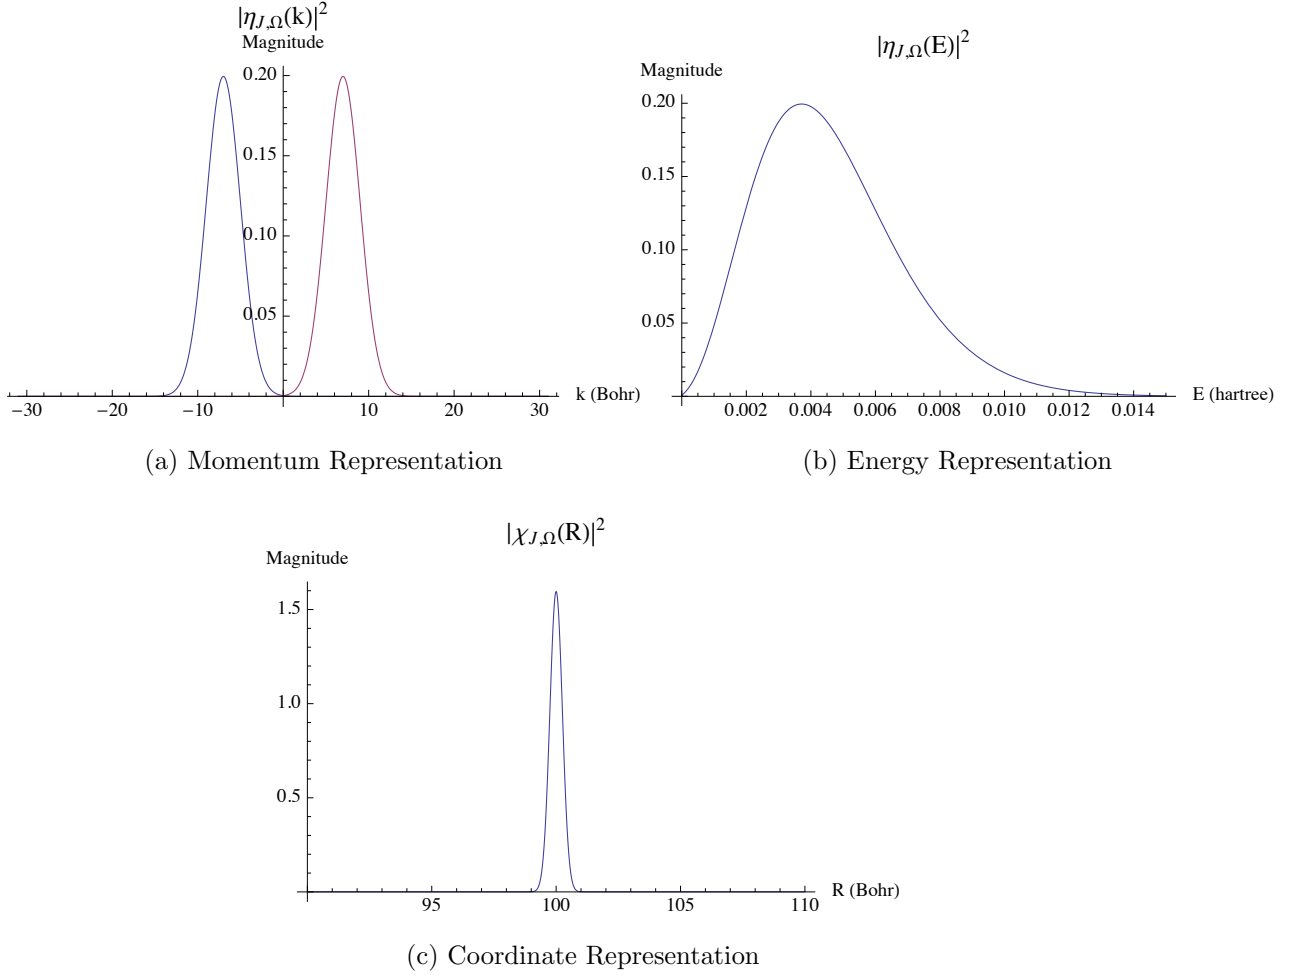 |η_{J,Ω}(k)|²
Magnitude
0.20
0.15
0.10
0.05
−30 −20 −10 10 20 30
k (Bohr)
(a) Momentum Representation
|η_{J,Ω}(E)|²
Magnitude
0.20
0.15
0.10
0.05
0.002 0.004 0.006 0.008 0.010 0.012 0.014
E (hartree)
(b) Energy Representation
|χ_{J,Ω}(R)|²
Magnitude
1.5
1.0
0.5
95 100 105 110
R (Bohr)
(c) Coordinate Representation